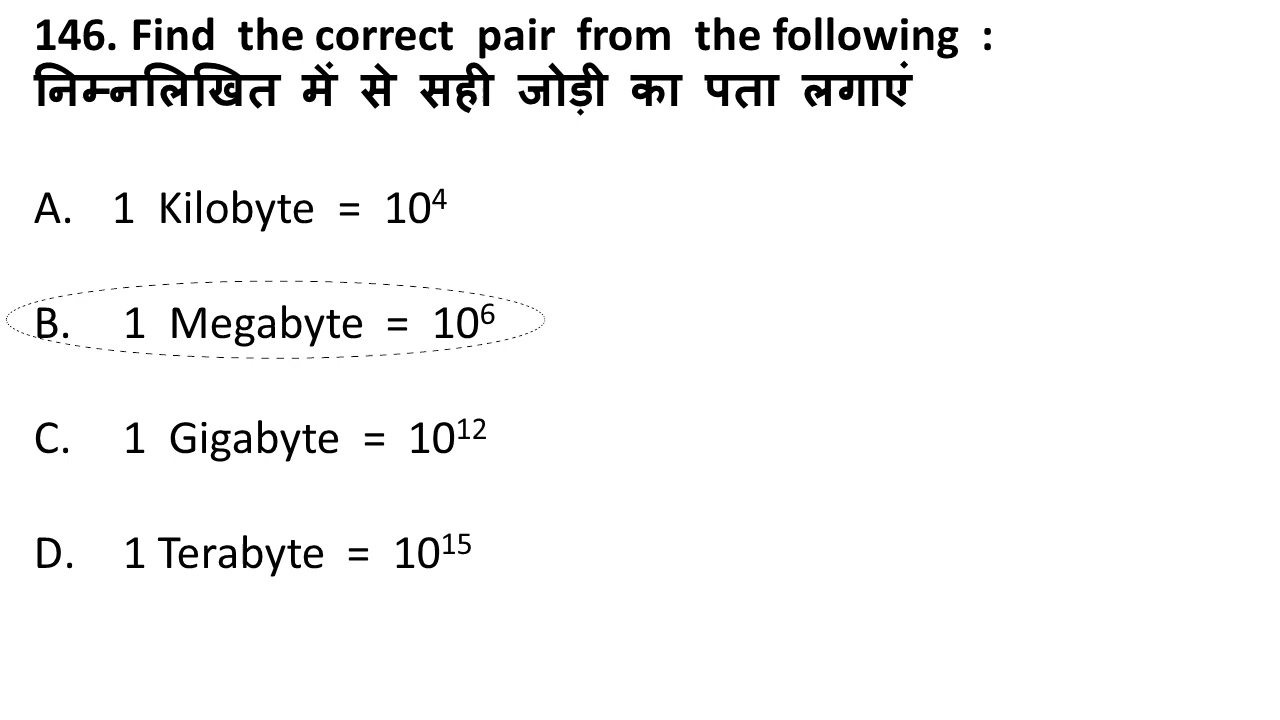 146. Find the correct pair from the following :
निम्नलिखित में से सही जोड़ी का पता लगाएं
A. 1 Kilobyte = 10⁴
B. 1 Megabyte = 10⁶
C. 1 Gigabyte = 10¹²
D. 1 Terabyte = 10¹⁵